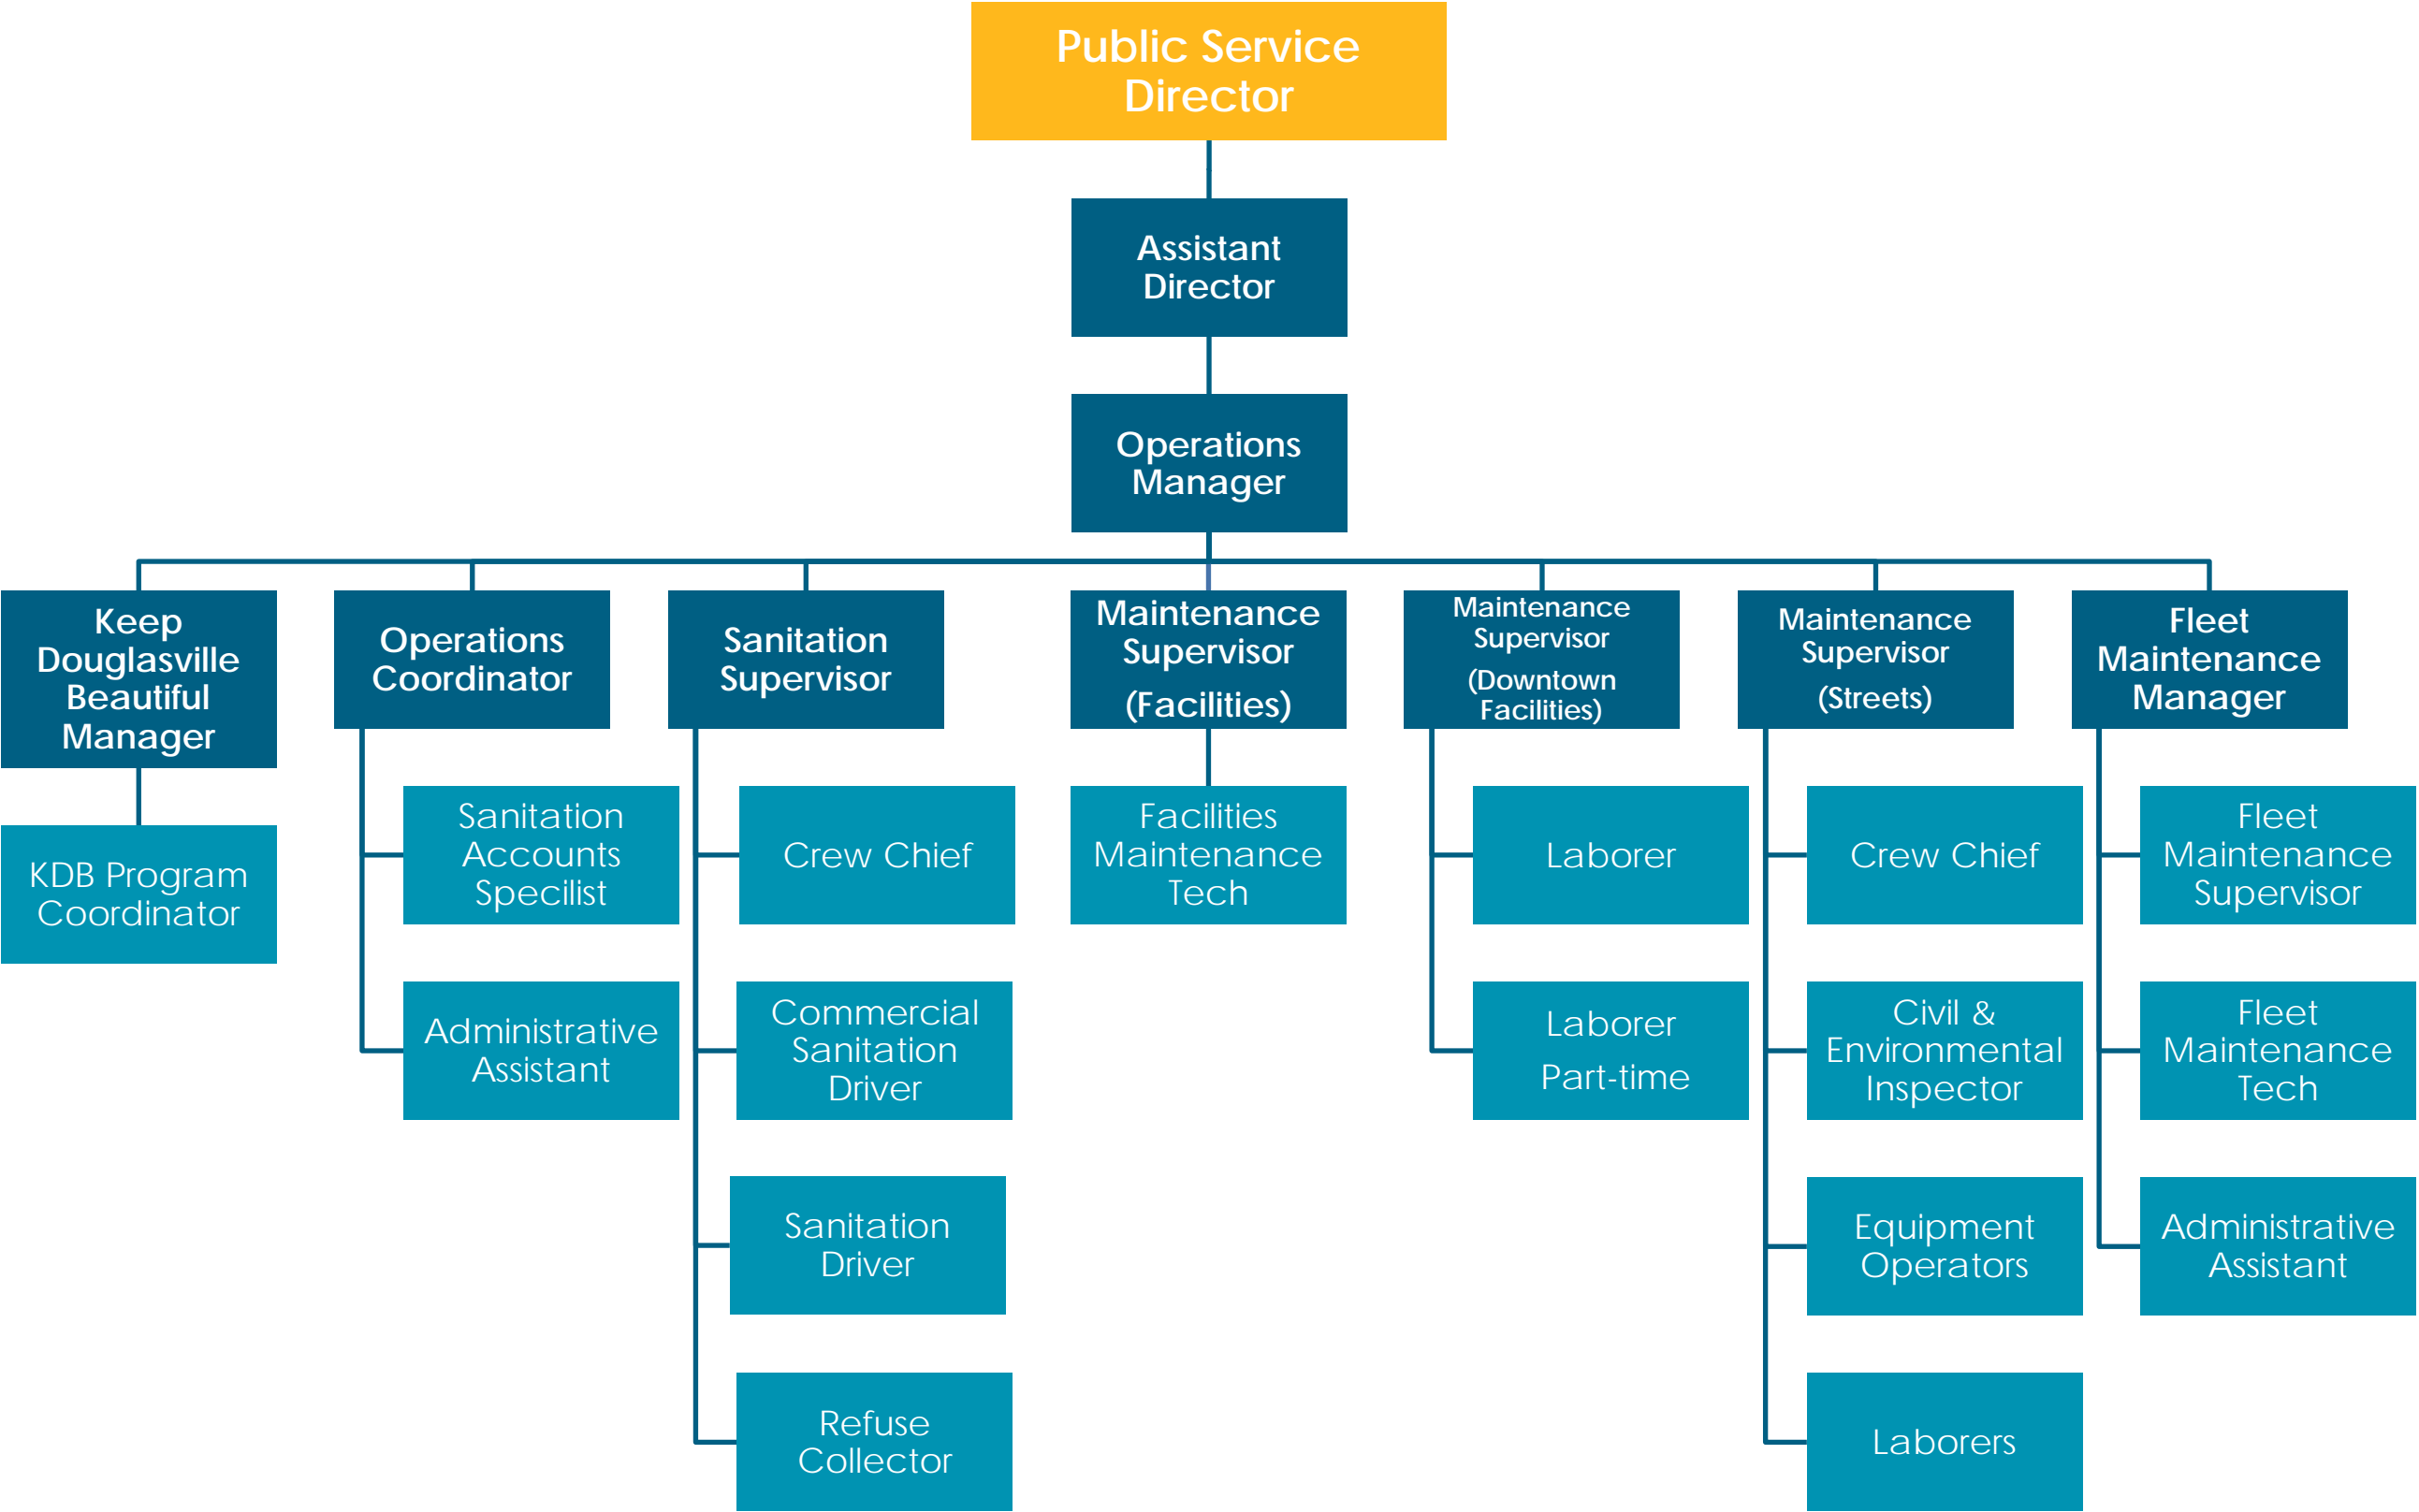 Public Service
Director
Assistant
Director
Operations
Manager
Keep
Douglasville
Beautiful
Manager
Operations
Coordinator
Sanitation
Supervisor
Maintenance
Supervisor
(Facilities)
Maintenance
Supervisor
(Downtown
Facilities)
Maintenance
Supervisor
(Streets)
Fleet
Maintenance
Manager
KDB Program
Coordinator
Sanitation
Accounts
Specilist
Administrative
Assistant
Crew Chief
Commercial
Sanitation
Driver
Sanitation
Driver
Refuse
Collector
Facilities
Maintenance
Tech
Laborer
Laborer
Part-time
Crew Chief
Civil &
Environmental
Inspector
Equipment
Operators
Laborers
Fleet
Maintenance
Supervisor
Fleet
Maintenance
Tech
Administrative
Assistant